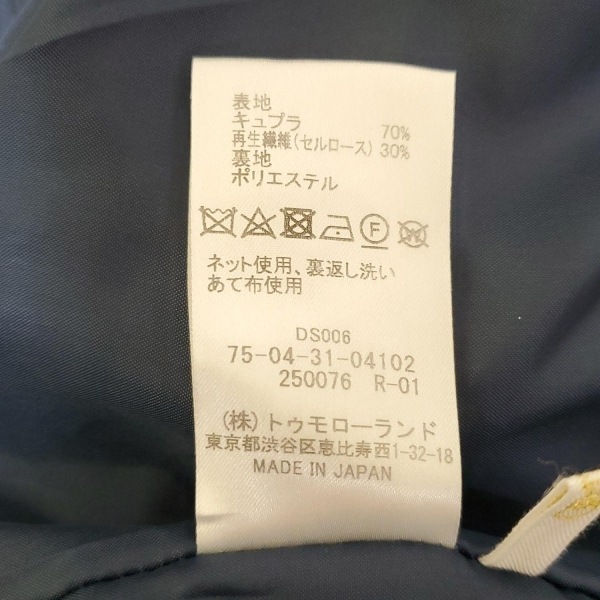 表地
キュプラ 70%
再生繊維(セルロース) 30%
裏地
ポリエステル
F
W
ネット使用、裏返し洗い
あて布使用
DS006
75-04-31-04102
250076 R-01
(株)トゥモローランド
東京都渋谷区恵比寿西1-32-18
MADE IN JAPAN